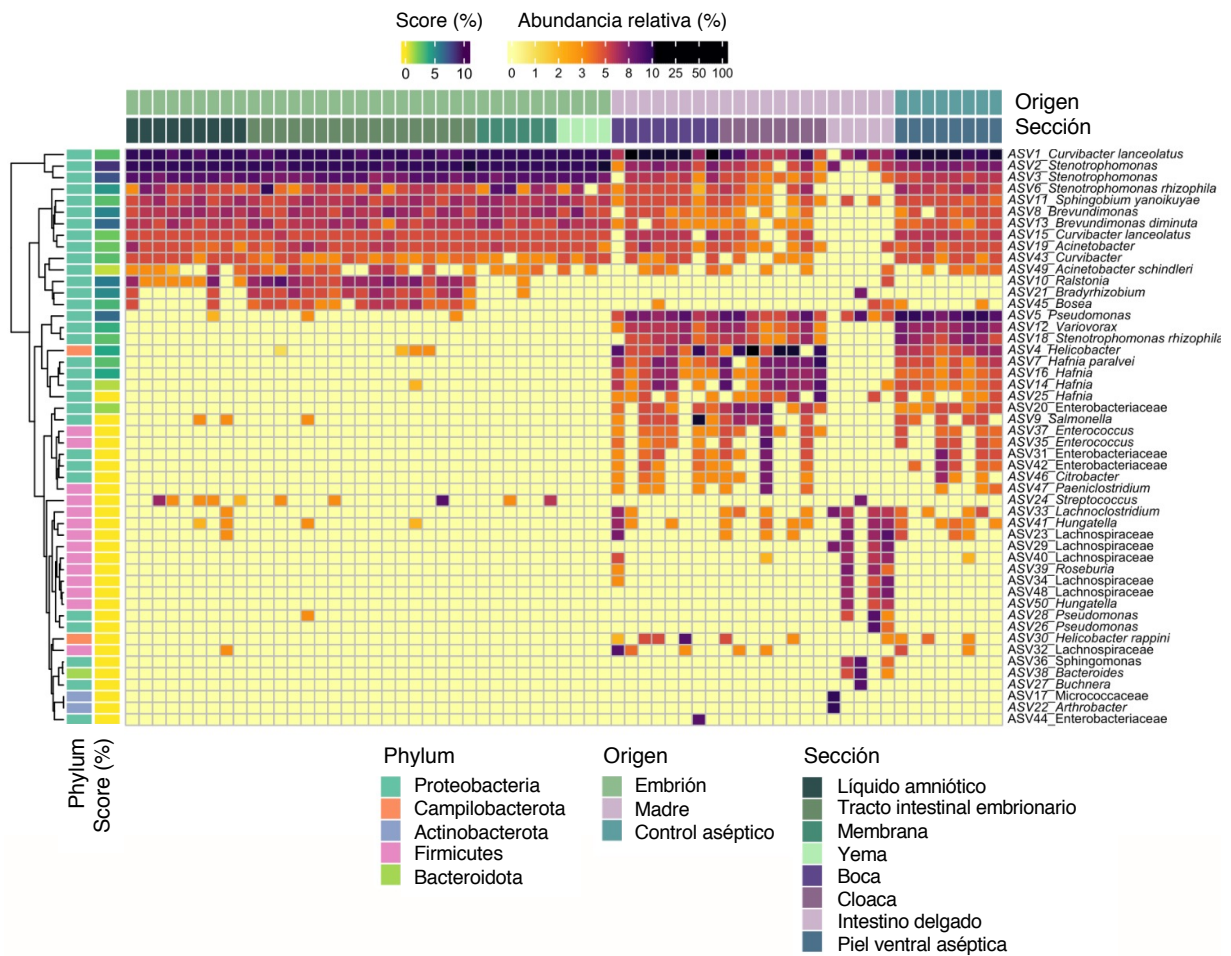 Score (%)
Abundancia relativa (%)
0 5 10
0 1 2 3 5 8 10 25 50 100
Origen
Sección
ASV1_Curvibacter lanceolatus
ASV2_Stenotrophomonas
ASV3_Stenotrophomonas
ASV6_Stenotrophomonas rhizophila
ASV11_Sphingobium yanoikuyae
ASV8_Brevundimonas
ASV13_Brevundimonas diminuta
ASV15_Curvibacter lanceolatus
ASV19_Acinetobacter
ASV43_Curvibacter
ASV49_Acinetobacter schindleri
ASV10_Ralstonia
ASV21_Bradyrhizobium
ASV45_Bosea
ASV5_Pseudomonas
ASV12_Variovorax
ASV18_Stenotrophomonas rhizophila
ASV4_Helicobacter
ASV7_Hafnia paralvei
ASV16_Hafnia
ASV14_Hafnia
ASV25_Hafnia
ASV20_Enterobacteriaceae
ASV9_Salmonella
ASV37_Enterococcus
ASV35_Enterococcus
ASV31_Enterobacteriaceae
ASV42_Enterobacteriaceae
ASV46_Citrobacter
ASV47_Paeniclostridium
ASV24_Streptococcus
ASV33_Lachnoclostridium
ASV41_Hungatella
ASV23_Lachnospiraceae
ASV29_Lachnospiraceae
ASV40_Lachnospiraceae
ASV39_Roseburia
ASV34_Lachnospiraceae
ASV48_Lachnospiraceae
ASV50_Hungatella
ASV28_Pseudomonas
ASV26_Pseudomonas
ASV30_Helicobacter rappini
ASV32_Lachnospiraceae
ASV36_Sphingomonas
ASV38_Bacteroides
ASV27_Buchnera
ASV17_Micrococcaceae
ASV22_Arthrobacter
ASV44_Enterobacteriaceae
Phylum
Score (%)
Phylum
Proteobacteria
Campilobacterota
Actinobacterota
Firmicutes
Bacteroidota
Origen
Embrión
Madre
Control aséptico
Sección
Líquido amniótico
Tracto intestinal embrionario
Membrana
Yema
Boca
Cloaca
Intestino delgado
Piel ventral aséptica